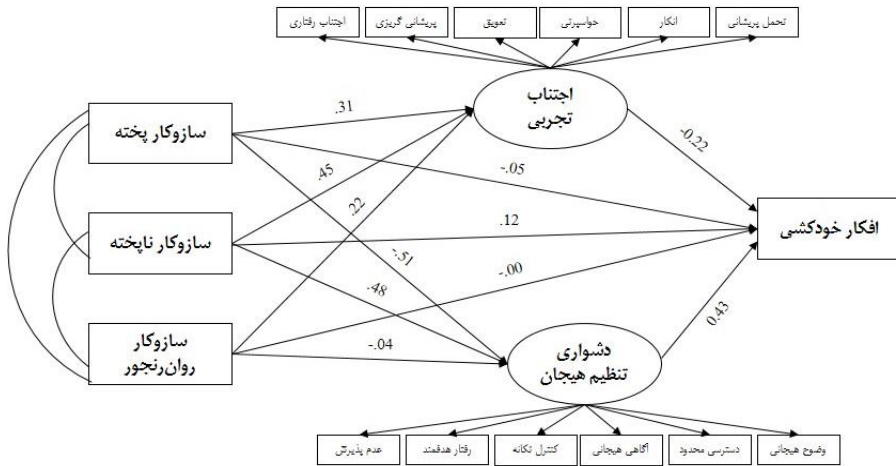 اجتناب رفتاری
پریشانی گریزی
تعویق
حواسپرتی
انکار
تحمل پریشانی
اجتناب
تجربی
سازوکار پخته
سازوکار ناپخته
سازوکار
روان‌رنجور
افکار خودکشی
دشواری
تنظیم هیجان
.31
.45
.22
-.05
.12
-.00
-.51
.48
-.04
-0.22
0.43
عدم پذیرش
رفتار هدفمند
کنترل تکانه
آگاهی هیجانی
دسترسی محدود
وضوح هیجانی